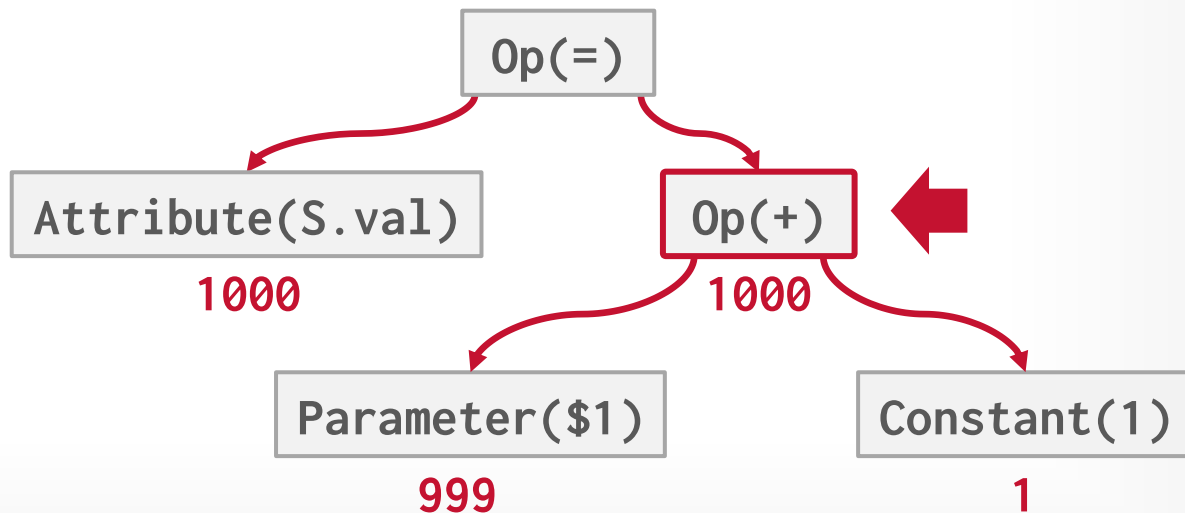 Op(=)
Attribute(S.val)
Op(+)
1000
1000
Parameter($1)
Constant(1)
999
1